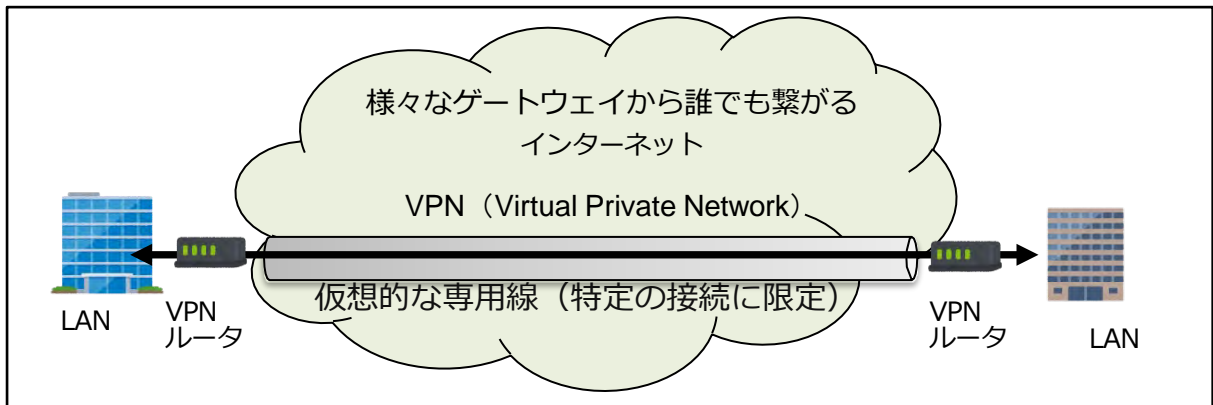 様々なゲートウェイから誰でも繋がる
インターネット
VPN（Virtual Private Network）
仮想的な専用線（特定の接続に限定）
LAN
VPN
ルータ
VPN
ルータ
LAN